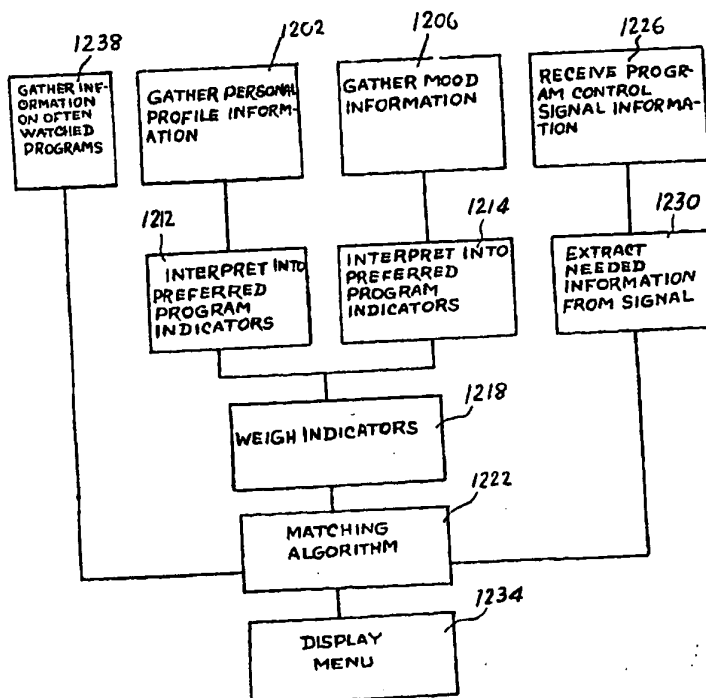 1238
GATHER INF-
ORMATION
ON OFTEN
WATCHED
PROGRAMS
1202
GATHER PERSONAL
PROFILE INFORM-
ATION
1206
GATHER MOOD
INFORMATION
1226
RECEIVE PROGR-
AM CONTROL
SIGNAL INFORMA-
TION
1212
INTERPRET INTO
PREFERRED
PROGRAM
INDICATORS
1214
INTERPRET INTO
PREFERRED
PROGRAM
INDICATORS
1230
EXTRACT
NEEDED
INFORMATION
FROM SIGNAL
1218
WEIGH INDICATORS
1222
MATCHING
ALGORITHM
1234
DISPLAY
MENU